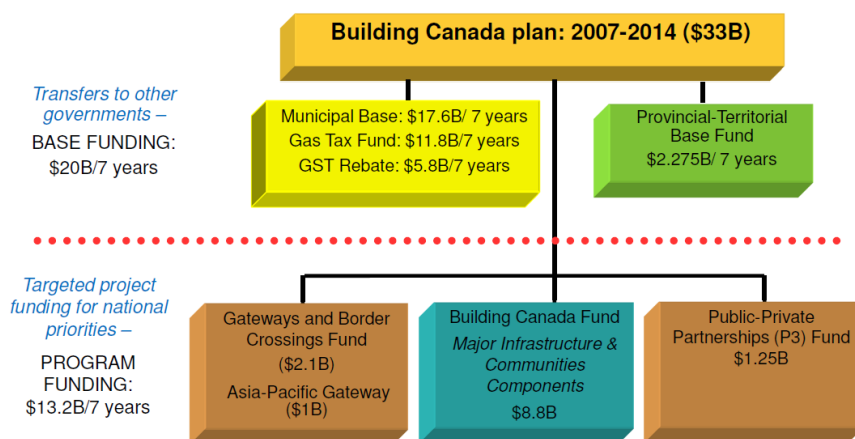 Building Canada plan: 2007-2014 ($33B)
Transfers to other
governments –
BASE FUNDING:
$20B/7 years
Municipal Base: $17.6B/ 7 years
Gas Tax Fund: $11.8B/7 years
GST Rebate: $5.8B/7 years
Provincial-Territorial
Base Fund
$2.275B/ 7 years
Targeted project
funding for national
priorities –
PROGRAM
FUNDING:
$13.2B/7 years
Gateways and Border
Crossings Fund
($2.1B)
Asia-Pacific Gateway
($1B)
Building Canada Fund
Major Infrastructure &
Communities
Components
$8.8B
Public-Private
Partnerships (P3) Fund
$1.25B